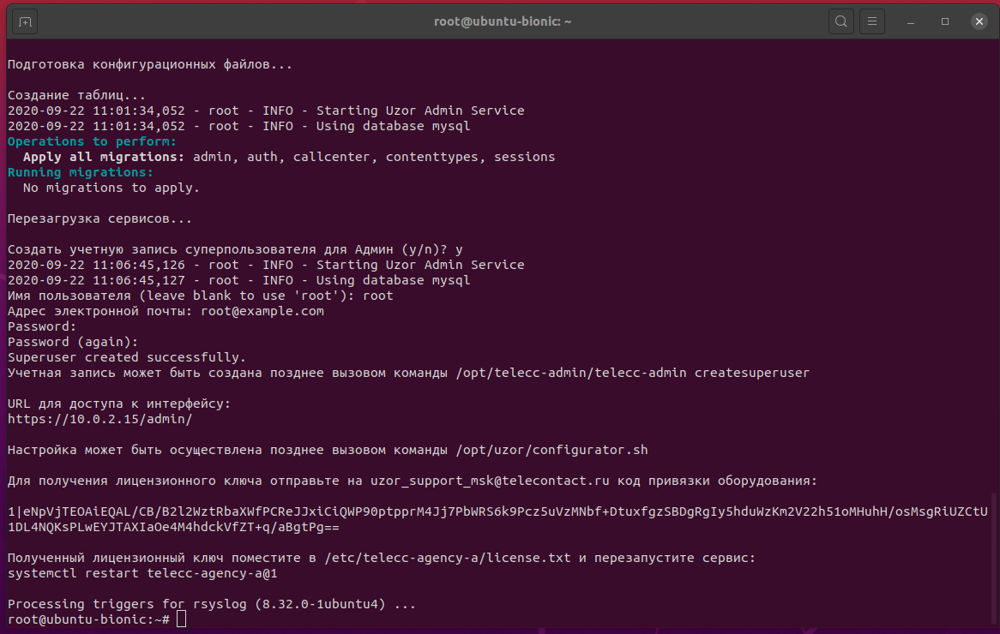 root@ubuntu-bionic: ~
Подготовка конфигурационных файлов...
Создание таблиц...
2020-09-22 11:01:34,052 - root - INFO - Starting Uzor Admin Service
2020-09-22 11:01:34,052 - root - INFO - Using database mysql
Operations to perform:
  Apply all migrations: admin, auth, callcenter, contenttypes, sessions
Running migrations:
  No migrations to apply.
Перезагрузка сервисов...
Создать учетную запись суперпользователя для Админ (y/n)? y
2020-09-22 11:06:45,126 - root - INFO - Starting Uzor Admin Service
2020-09-22 11:06:45,127 - root - INFO - Using database mysql
Имя пользователя (leave blank to use 'root'): root
Адрес электронной почты: root@example.com
Password:
Password (again):
Superuser created successfully.
Учетная запись может быть создана позднее вызовом команды /opt/telecc-admin/telecc-admin createsuperuser
URL для доступа к интерфейсу:
https://10.0.2.15/admin/
Настройка может быть осуществлена позднее вызовом команды /opt/uzor/configurator.sh
Для получения лицензионного ключа отправьте на uzor_support_msk@telecontact.ru код привязки оборудования:
1|eNpVjTEOAiEQAL/CB/B2l2WztRbaXWfPCReJJxiCiQWP90ptpprM4Jj7PbWRS6k9Pcz5uVzMNbf+DtuxfgzSBDgRgIy5hduWzKm2V22h51oMHuhH/osMsgRiUZCtU
1DL4NQKsPLwEYJTAXIaOe4M4hdckVfZT+q/aBgtPg==
Полученный лицензионный ключ поместите в /etc/telecc-agency-a/license.txt и перезапустите сервис:
systemctl restart telecc-agency-a@1
Processing triggers for rsyslog (8.32.0-1ubuntu4) ...
root@ubuntu-bionic:~#